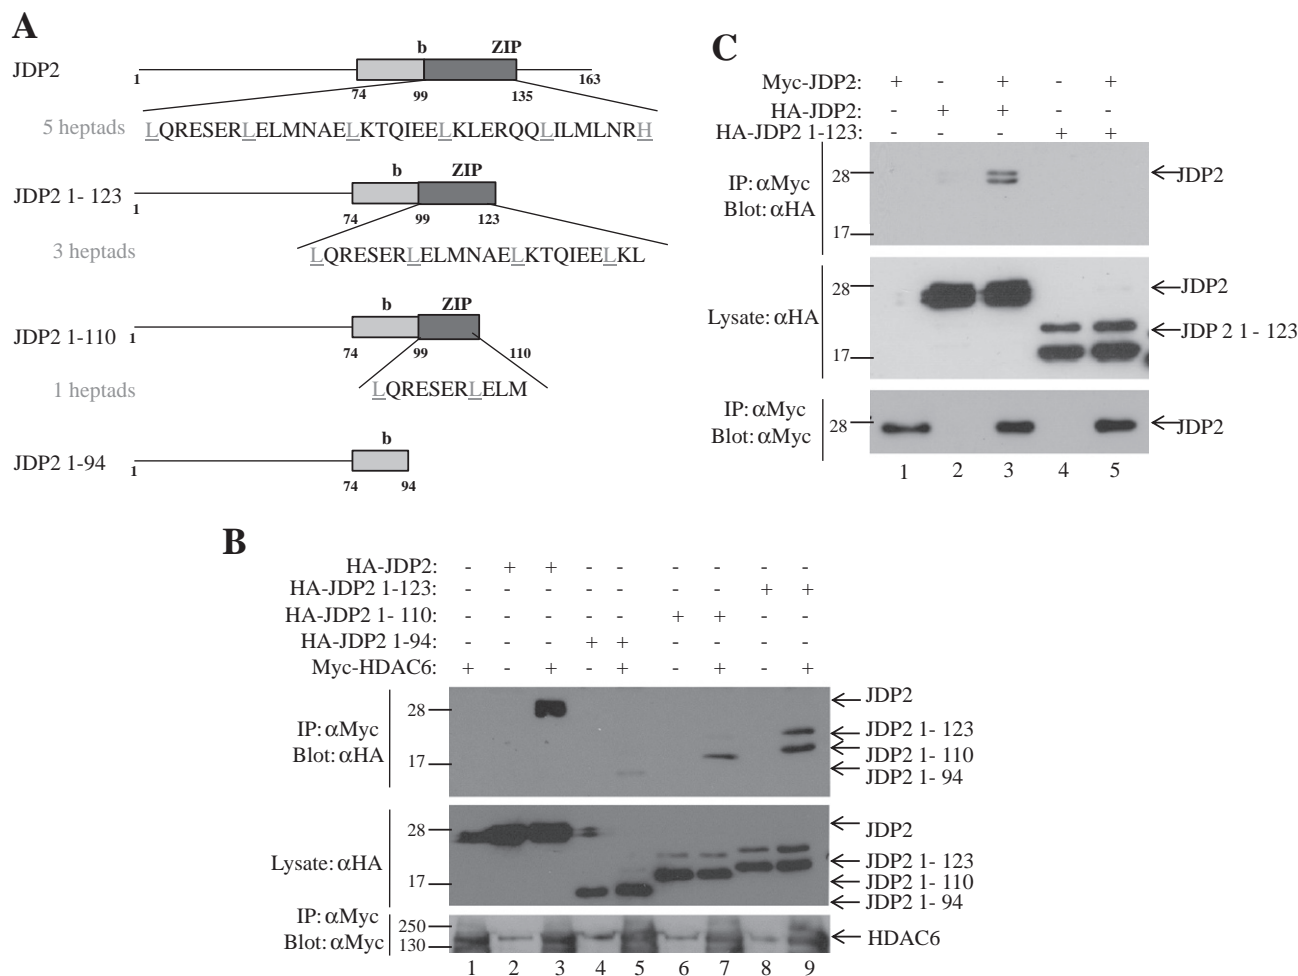 A
b ZIP
JDP2
1 74 99 135 163
5 heptads
LQRESERLELMNAELKTQIEELKLERQQLILMLNRH
b ZIP
JDP2 1- 123
1 74 99 123
3 heptads
LQRESERLELMNAELKTQIEELKL
b ZIP
JDP2 1-110
1 74 99 110
1 heptads
LQRESERLELM
b
JDP2 1-94
1 74 94
C
Myc-JDP2: + - + - +
HA-JDP2: - + + - -
HA-JDP2 1-123: - - - + +
IP: αMyc
Blot: αHA
28
17
JDP2
Lysate: αHA
28
17
JDP2
JDP 2 1 - 123
IP: αMyc
Blot: αMyc
28
JDP2
1 2 3 4 5
B
HA-JDP2: - + + - - - - - -
HA-JDP2 1-123: - - - - - - - + +
HA-JDP2 1- 110: - - - - - + + - -
HA-JDP2 1-94: - - - + + - - - -
Myc-HDAC6: + - + - + - + - +
IP: αMyc
Blot: αHA
28
17
JDP2
JDP2 1- 123
JDP2 1- 110
JDP2 1- 94
Lysate: αHA
28
17
JDP2
JDP2 1- 123
JDP2 1- 110
JDP2 1- 94
IP: αMyc
Blot: αMyc
250
130
HDAC6
1 2 3 4 5 6 7 8 9